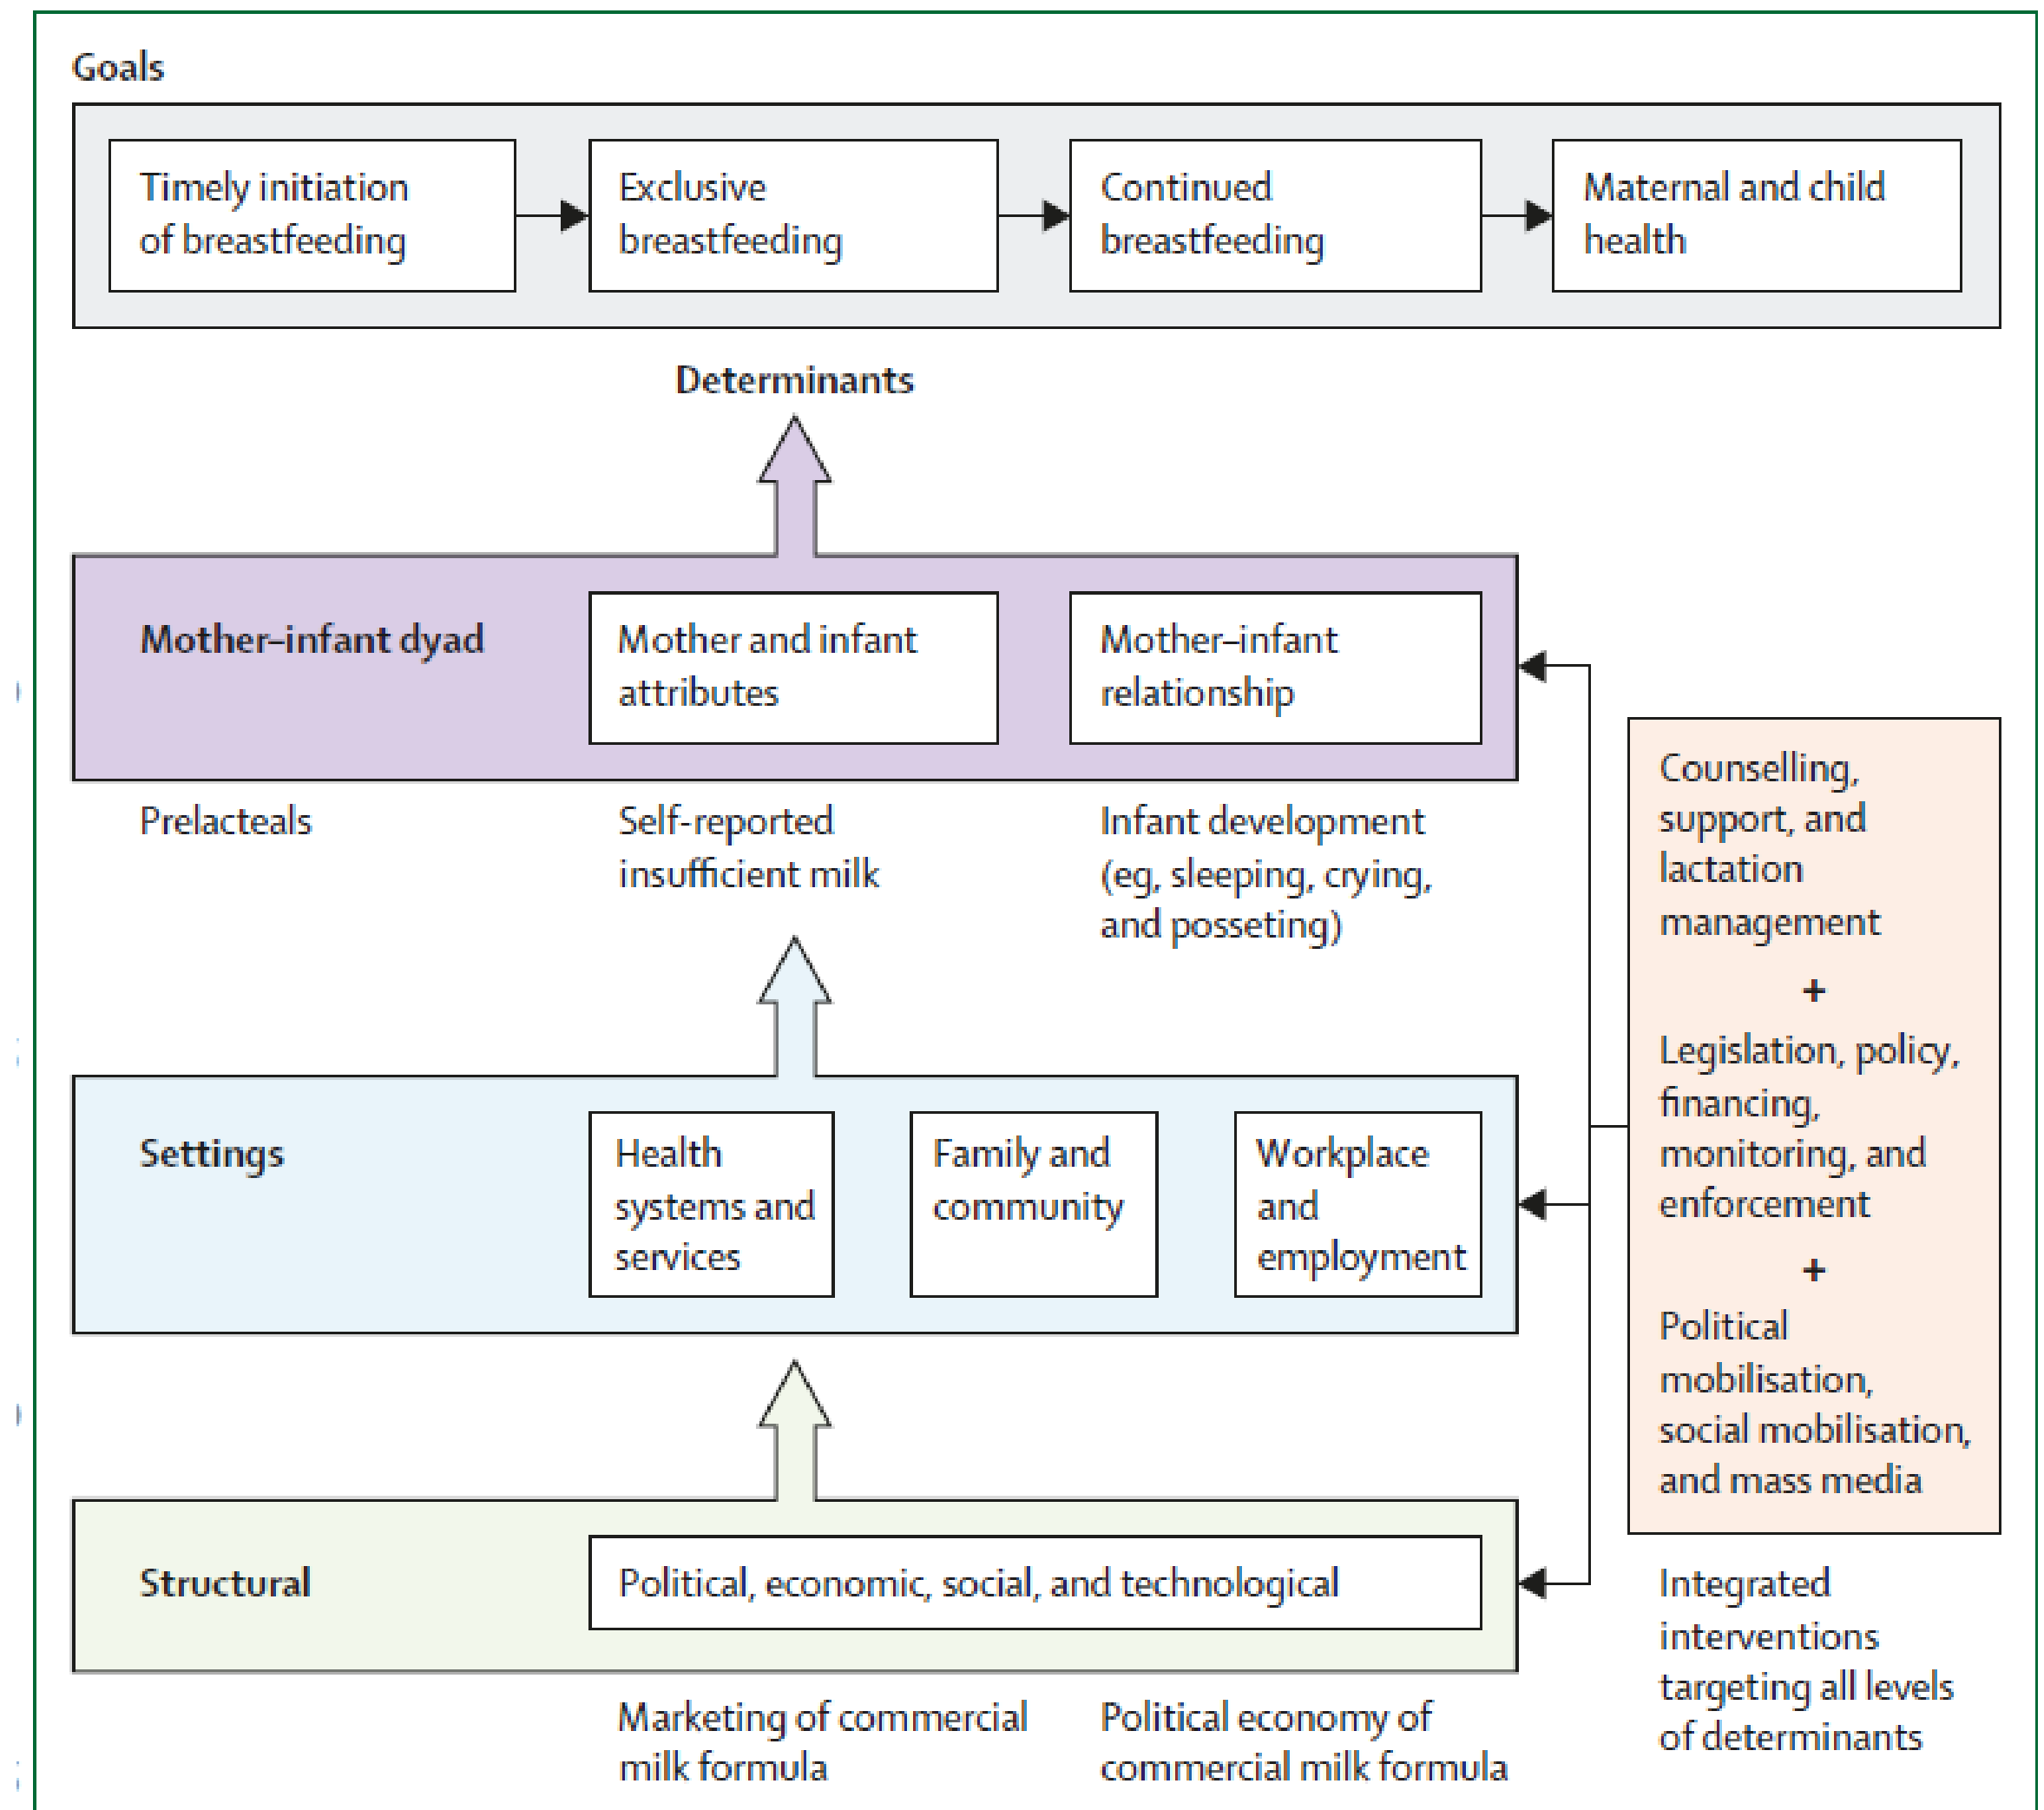 Goals
Timely initiation
of breastfeeding
Exclusive
breastfeeding
Continued
breastfeeding
Maternal and child
health
Determinants
Mother–infant dyad
Mother and infant
attributes
Mother–infant
relationship
Prelacteals
Self-reported
insufficient milk
Infant development
(eg, sleeping, crying,
and posseting)
Settings
Health
systems and
services
Family and
community
Workplace
and
employment
Structural
Political, economic, social, and technological
Marketing of commercial
milk formula
Political economy of
commercial milk formula
Counselling,
support, and
lactation
management
+
Legislation, policy,
financing,
monitoring, and
enforcement
+
Political
mobilisation,
social mobilisation,
and mass media
Integrated
interventions
targeting all levels
of determinants